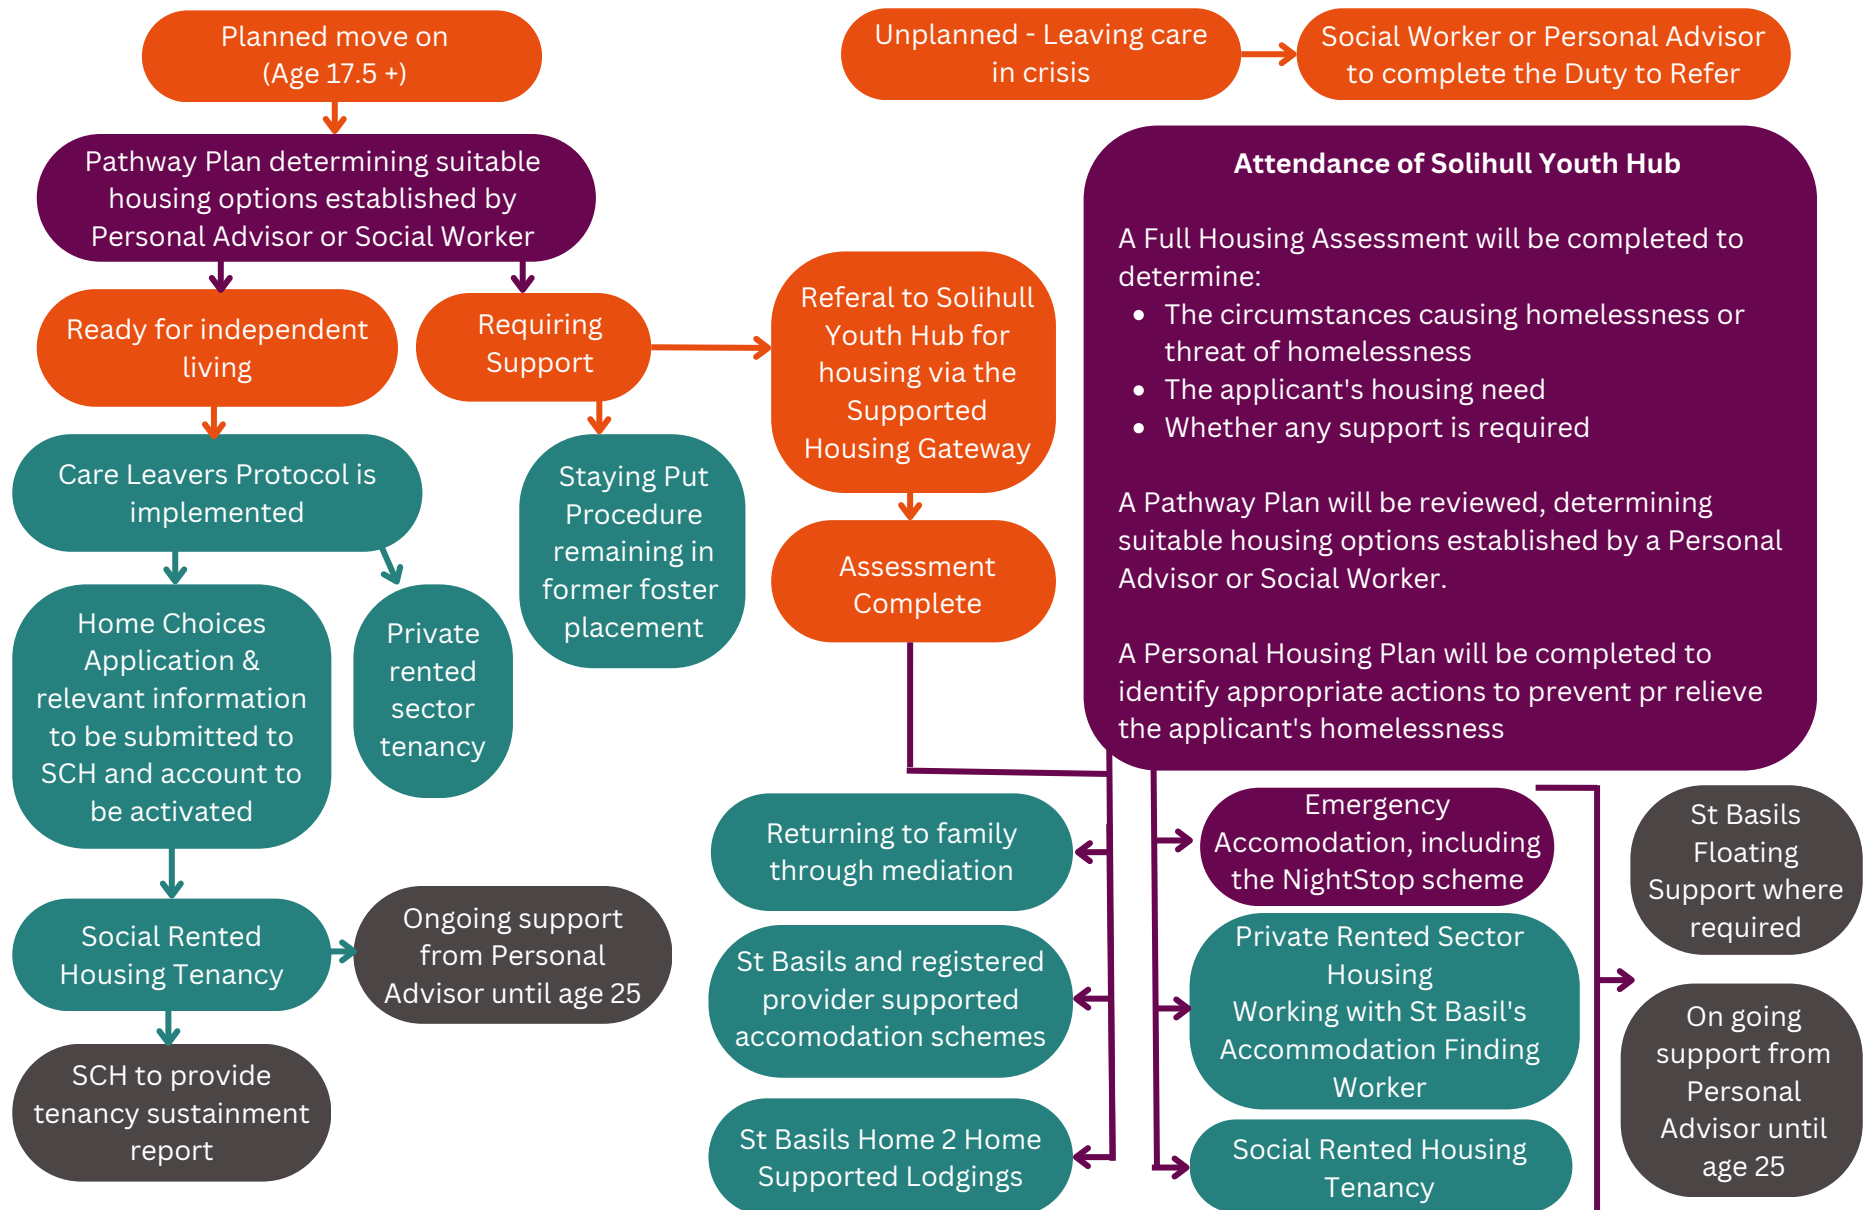 Planned move on
(Age 17.5 +)
Unplanned - Leaving care
in crisis
Social Worker or Personal Advisor
to complete the Duty to Refer
Pathway Plan determining suitable
housing options established by
Personal Advisor or Social Worker
Ready for independent
living
Requiring
Support
Referal to Solihull
Youth Hub for
housing via the
Supported
Housing Gateway
Care Leavers Protocol is
implemented
Staying Put
Procedure
remaining in
former foster
placement
Assessment
Complete
Home Choices
Application &
relevant information
to be submitted to
SCH and account to
be activated
Private
rented
sector
tenancy
Social Rented
Housing Tenancy
Ongoing support
from Personal
Advisor until age 25
SCH to provide
tenancy sustainment
report
Attendance of Solihull Youth Hub
A Full Housing Assessment will be completed to
determine:
• The circumstances causing homelessness or
threat of homelessness
• The applicant's housing need
• Whether any support is required
A Pathway Plan will be reviewed, determining
suitable housing options established by a Personal
Advisor or Social Worker.
A Personal Housing Plan will be completed to
identify appropriate actions to prevent pr relieve
the applicant's homelessness
Returning to family
through mediation
St Basils and registered
provider supported
accomodation schemes
St Basils Home 2 Home
Supported Lodgings
Emergency
Accomodation, including
the NightStop scheme
Private Rented Sector
Housing
Working with St Basil's
Accommodation Finding
Worker
Social Rented Housing
Tenancy
St Basils
Floating
Support where
required
On going
support from
Personal
Advisor until
age 25